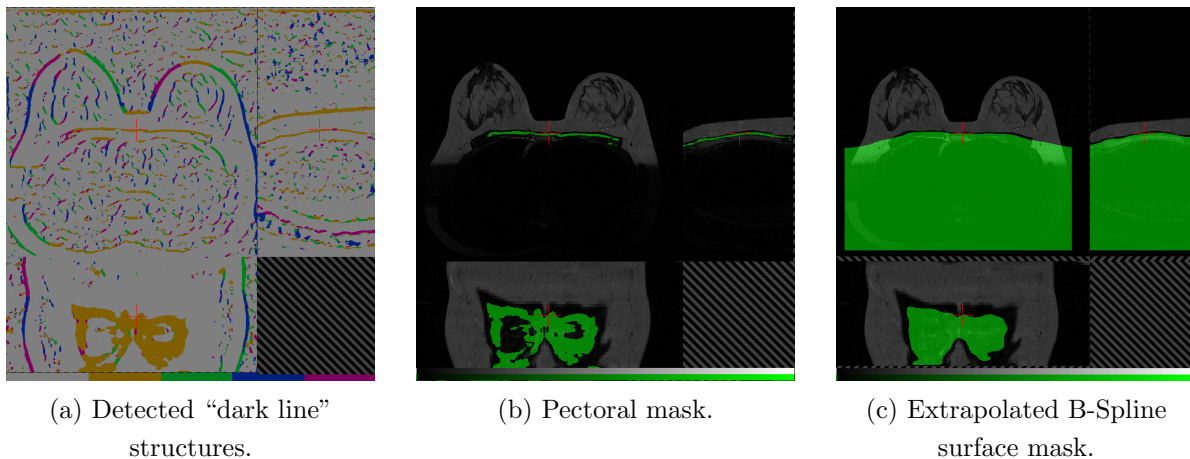 (a) Detected “dark line”
structures.
(b) Pectoral mask.
(c) Extrapolated B-Spline
surface mask.